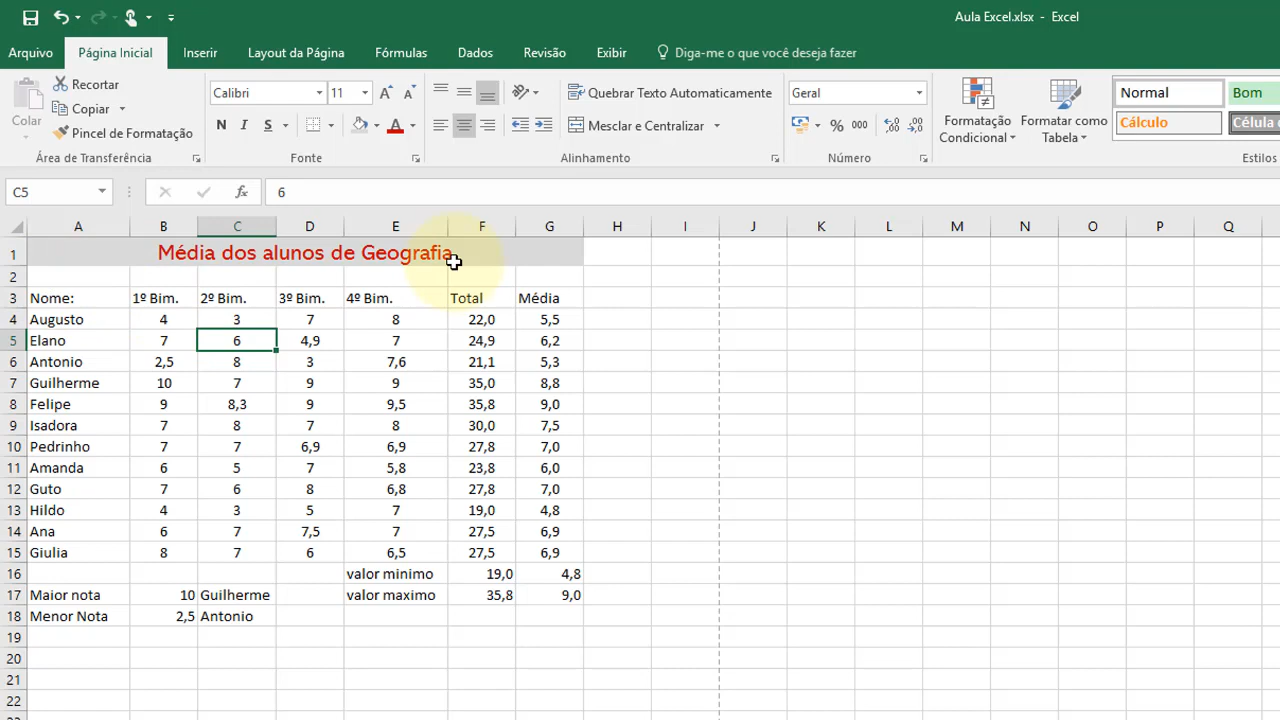 Aula Excel.xlsx - Excel
Arquivo Página Inicial Inserir Layout da Página Fórmulas Dados Revisão Exibir Diga-me o que você deseja fazer
Colar
Recortar
Copiar
Pincel de Formatação
Área de Transferência
Calibri 11
N I S A A A
Fonte
Quebrar Texto Automaticamente
Mesclar e Centralizar
Alinhamento
Geral
% 000
Número
Formatação Condicional
Formatar como Tabela
Normal Bom
Cálculo Célula d
Estilos
C5 fx 6
A B C D E F G H I J K L M N O P Q
1 Média dos alunos de Geografia
2
3 Nome: 1º Bim. 2º Bim. 3º Bim. 4º Bim. Total Média
4 Augusto 4 3 7 8 22,0 5,5
5 Elano 7 6 4,9 7 24,9 6,2
6 Antonio 2,5 8 3 7,6 21,1 5,3
7 Guilherme 10 7 9 9 35,0 8,8
8 Felipe 9 8,3 9 9,5 35,8 9,0
9 Isadora 7 8 7 8 30,0 7,5
10 Pedrinho 7 7 6,9 6,9 27,8 7,0
11 Amanda 6 5 7 5,8 23,8 6,0
12 Guto 7 6 8 6,8 27,8 7,0
13 Hildo 4 3 5 7 19,0 4,8
14 Ana 6 7 7,5 7 27,5 6,9
15 Giulia 8 7 6 6,5 27,5 6,9
16 valor minimo 19,0 4,8
17 Maior nota 10 Guilherme valor maximo 35,8 9,0
18 Menor Nota 2,5 Antonio
19
20
21
22